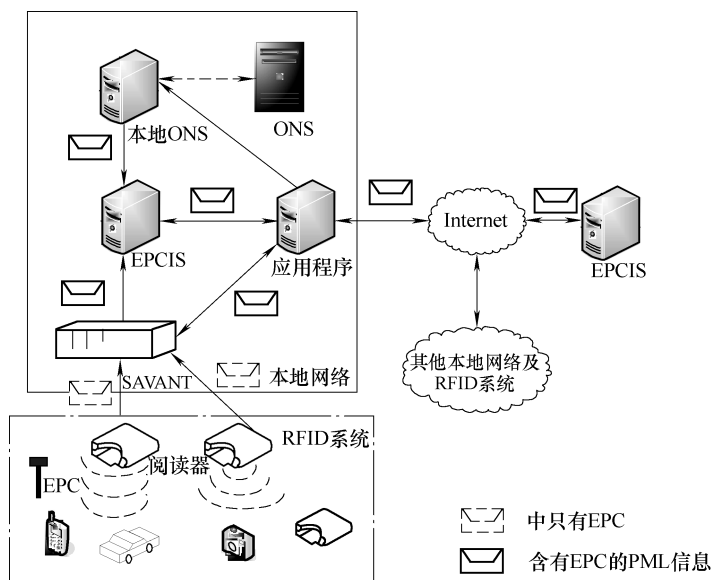 本地ONS
ONS
EPCIS
应用程序
Internet
EPCIS
其他本地网络及
RFID系统
SAVANT
本地网络
RFID系统
阅读器
EPC
中只有EPC
含有EPC的PML信息